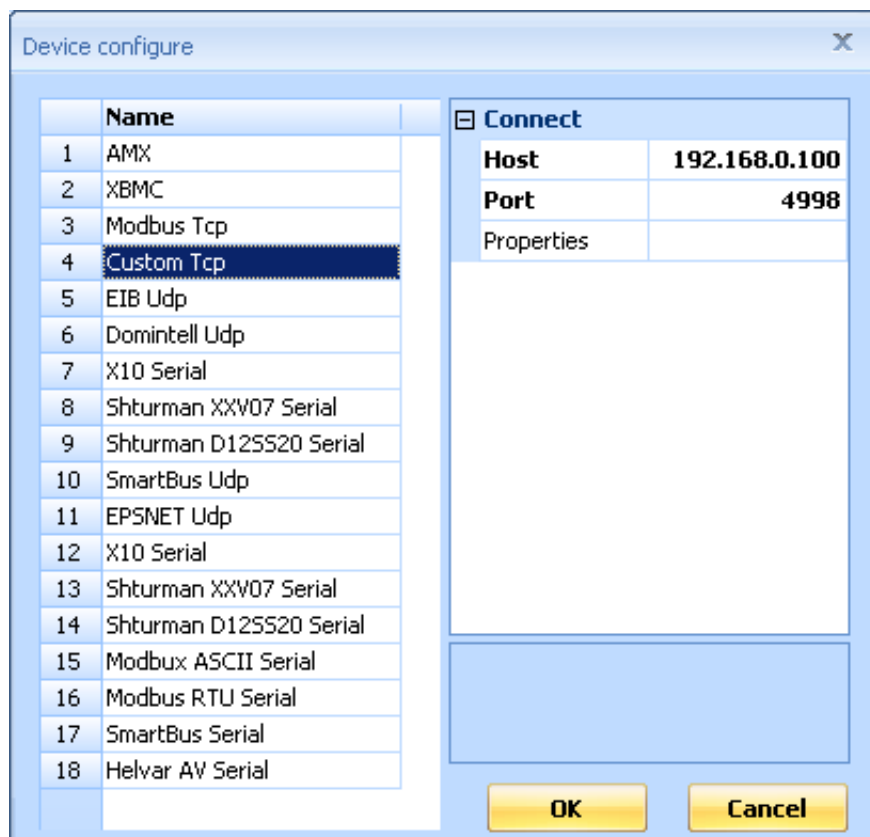 Device configure X
Name
1 AMX
2 XBMC
3 Modbus Tcp
4 Custom Tcp
5 EIB Udp
6 Domintell Udp
7 X10 Serial
8 Shturman XXV07 Serial
9 Shturman D12SS20 Serial
10 SmartBus Udp
11 EPSNET Udp
12 X10 Serial
13 Shturman XXV07 Serial
14 Shturman D12SS20 Serial
15 Modbux ASCII Serial
16 Modbus RTU Serial
17 SmartBus Serial
18 Helvar AV Serial
Connect
Host 192.168.0.100
Port 4998
Properties
OK Cancel